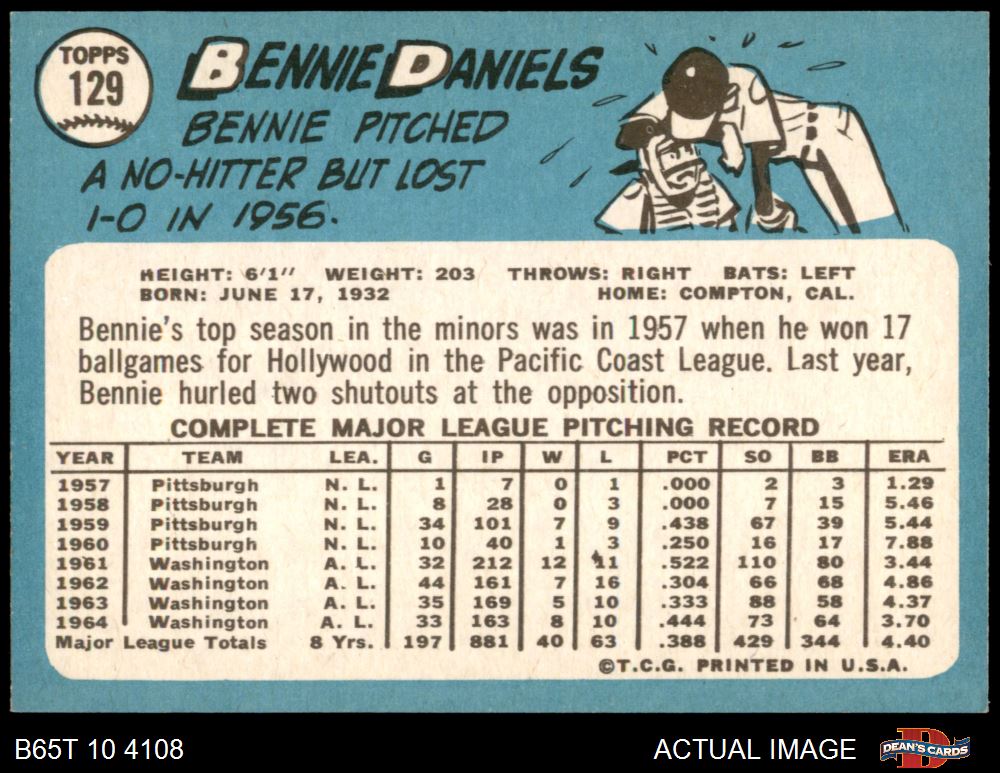 TOPPS
129
BENNIE DANIELS
BENNIE PITCHED
A NO-HITTER BUT LOST
1-0 IN 1956.
HEIGHT: 6'1" WEIGHT: 203 THROWS: RIGHT BATS: LEFT
BORN: JUNE 17, 1932 HOME: COMPTON, CAL.
Bennie's top season in the minors was in 1957 when he won 17
ballgames for Hollywood in the Pacific Coast League. Last year,
Bennie hurled two shutouts at the opposition.
COMPLETE MAJOR LEAGUE PITCHING RECORD
YEAR TEAM LEA. G IP W L PCT SO BB ERA
1957 Pittsburgh N. L. 1 7 0 1 .000 2 3 1.29
1958 Pittsburgh N. L. 8 28 0 3 .000 7 15 5.46
1959 Pittsburgh N. L. 34 101 7 9 .438 67 39 5.44
1960 Pittsburgh N. L. 10 40 1 3 .250 16 17 7.88
1961 Washington A. L. 32 212 12 11 .522 110 80 3.44
1962 Washington A. L. 44 161 7 16 .304 66 68 4.86
1963 Washington A. L. 35 169 5 10 .333 88 58 4.37
1964 Washington A. L. 33 163 8 10 .444 73 64 3.70
Major League Totals 8 Yrs. 197 881 40 63 .388 429 344 4.40
©T.C.G. PRINTED IN U.S.A.
B65T 10 4108 ACTUAL IMAGE DEAN'S CARDS